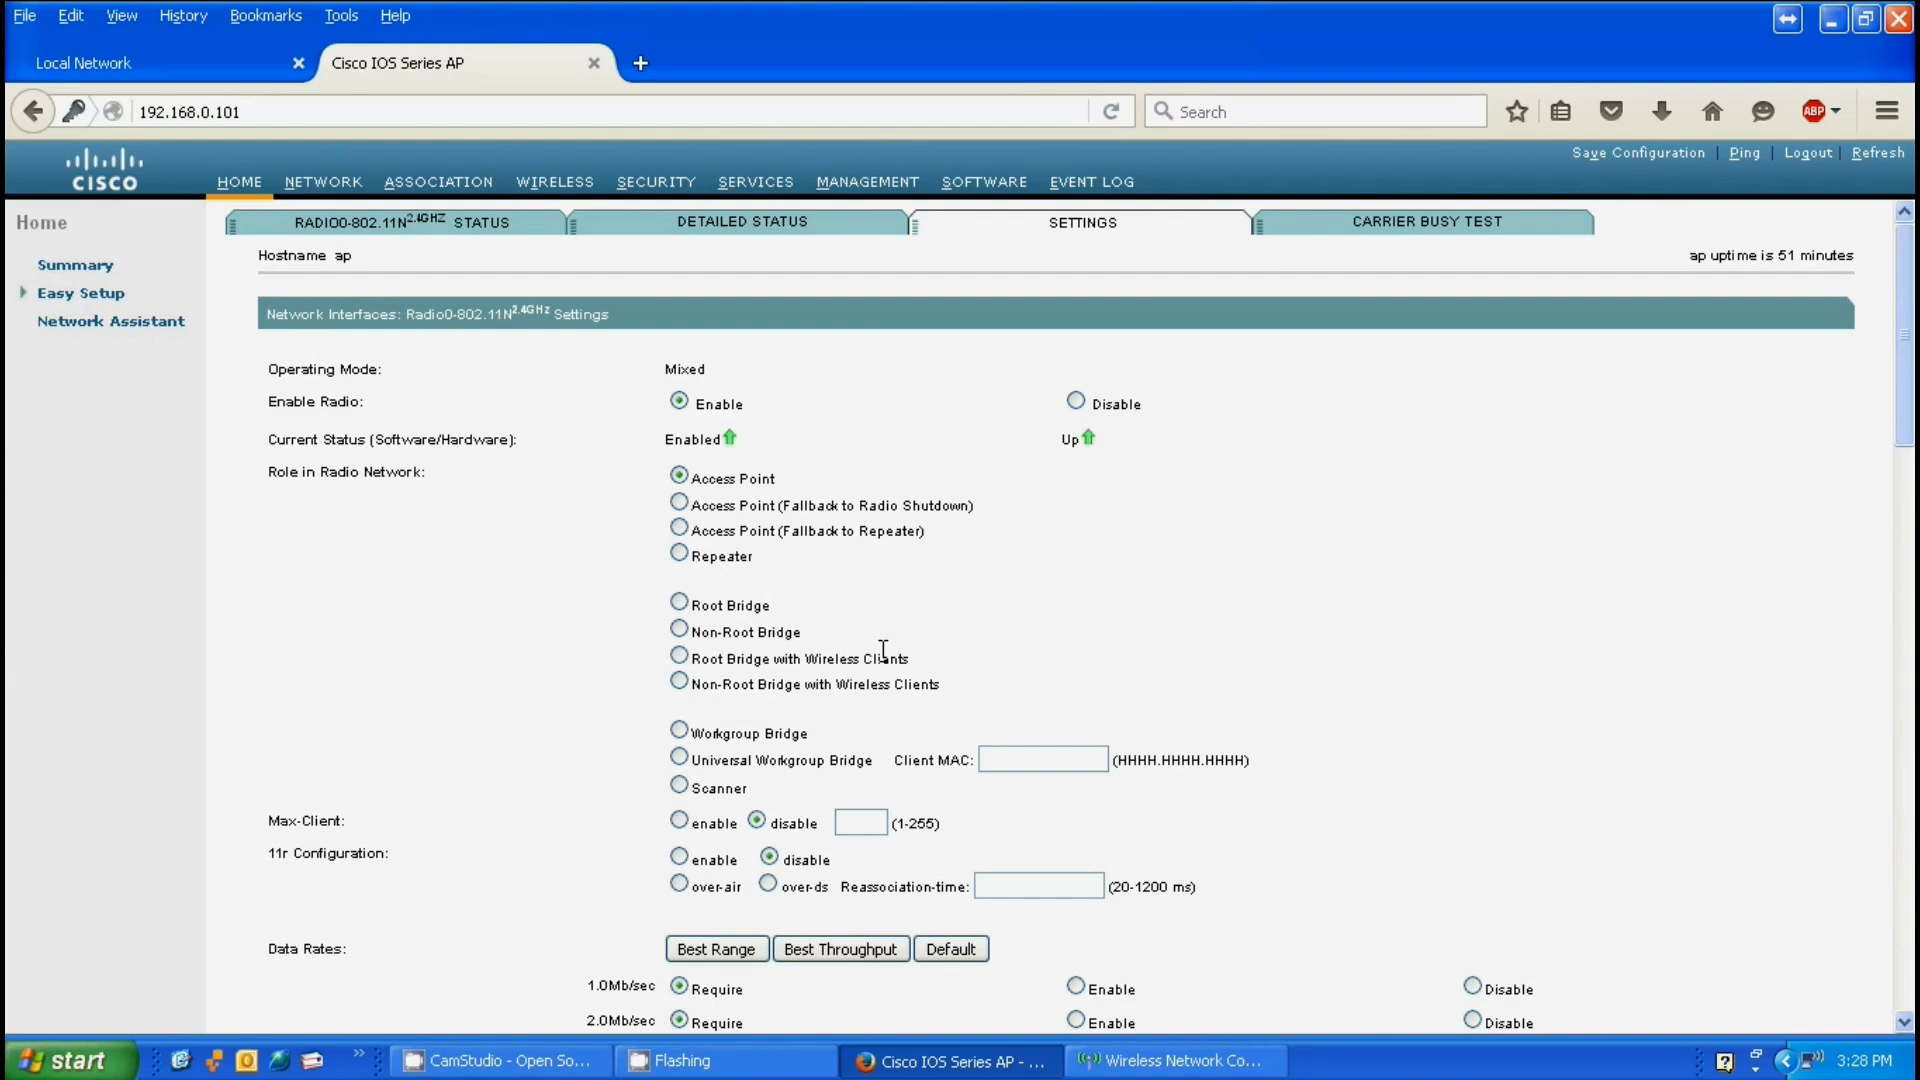 File Edit View History Bookmarks Tools Help
Local Network
Cisco IOS Series AP
192.168.0.101
Search
ABP
Save Configuration | Ping | Logout | Refresh
CISCO
HOME NETWORK ASSOCIATION WIRELESS SECURITY SERVICES MANAGEMENT SOFTWARE EVENT LOG
Home
Summary
Easy Setup
Network Assistant
RADIO0-802.11N2.4GHZ STATUS
DETAILED STATUS
SETTINGS
CARRIER BUSY TEST
Hostname ap
ap uptime is 51 minutes
Network Interfaces: Radio0-802.11N2.4GHz Settings
Operating Mode: Mixed
Enable Radio: Enable Disable
Current Status (Software/Hardware): Enabled Up
Role in Radio Network: Access Point
Access Point (Fallback to Radio Shutdown)
Access Point (Fallback to Repeater)
Repeater
Root Bridge
Non-Root Bridge
Root Bridge with Wireless Clients
Non-Root Bridge with Wireless Clients
Workgroup Bridge
Universal Workgroup Bridge Client MAC: (HHHH.HHHH.HHHH)
Scanner
Max-Client: enable disable (1-255)
11r Configuration: enable disable
over-air over-ds Reassociation-time: (20-1200 ms)
Data Rates: Best Range Best Throughput Default
1.0Mb/sec Require Enable Disable
2.0Mb/sec Require Enable Disable
start
CamStudio - Open So...
Flashing
Cisco IOS Series AP - ...
Wireless Network Co...
3:28 PM